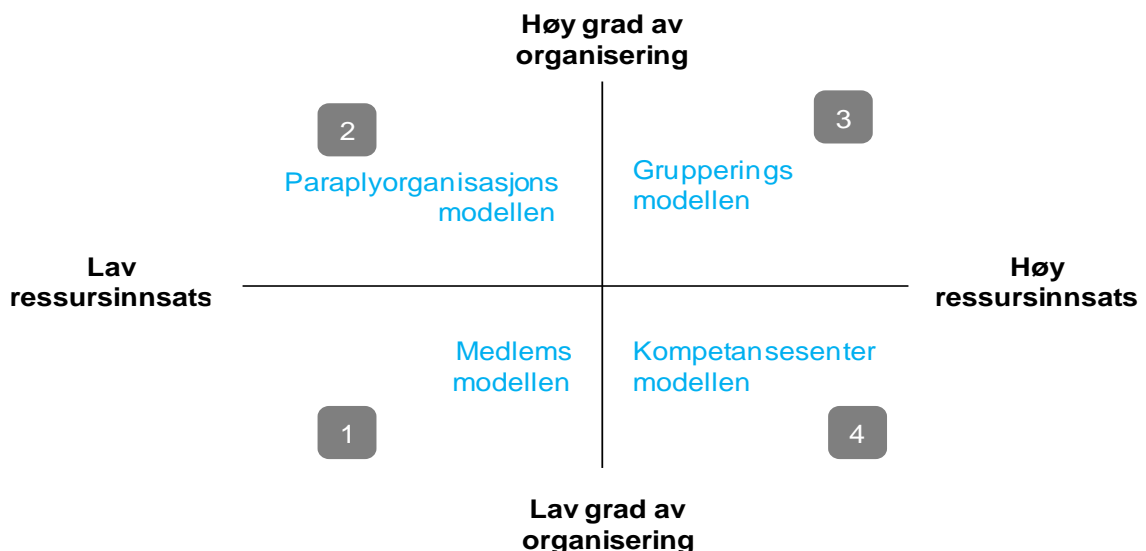 Høy grad av
organisering
2
3
Paraplyorganisasjons
modellen
Grupperings
modellen
Lav
ressursinnsats
Høy
ressursinnsats
Medlems
modellen
Kompetansesenter
modellen
1
4
Lav grad av
organisering